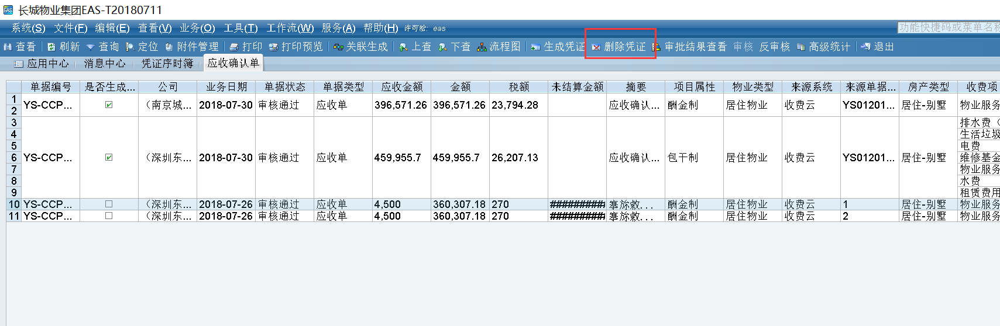 EAS 长城物业集团EAS-T20180711
系统(S) 文件(F) 编辑(E) 查看(V) 业务(O) 工具(T) 工作流(W) 服务(A) 帮助(H) 许可给: eas 功能快捷码或菜单名称
查看 刷新 查询 定位 附件管理 打印 打印预览 关联生成 上查 下查 流程图 生成凭证 删除凭证 审批结果查看 审核 反审核 高级统计 退出
应用中心 消息中心 凭证序时簿 应收确认单
单据编号 是否生成... 公司 业务日期 单据状态 单据类型 应收金额 金额 税额 未结算金额 摘要 项目属性 物业类型 来源系统 来源单据... 房产类型 收费项
1
2
YS-CCP... （南京城... 2018-07-30 审核通过 应收单 396,571.26 396,571.26 23,794.28 应收确认... 酬金制 居住物业 收费云 YS01201... 居住-别墅 物业服务
3 排水费（
4 生活垃圾
5 电费
6 YS-CCP... （深圳东... 2018-07-30 审核通过 应收单 459,955.7 459,955.7 26,207.13 应收确认... 包干制 居住物业 收费云 YS01201... 居住-别墅 维修基金
7 物业服务
8 水费
9 租赁费用
10 YS-CCP... （深圳东... 2018-07-26 审核通过 应收单 4,500 360,307.18 270 ######### 酬金制 居住物业 收费云 1 居住-别墅 物业服务
11 YS-CCP... （深圳东... 2018-07-26 审核通过 应收单 4,500 360,307.18 270 ######### 酬金制 居住物业 收费云 2 居住-别墅 物业服务